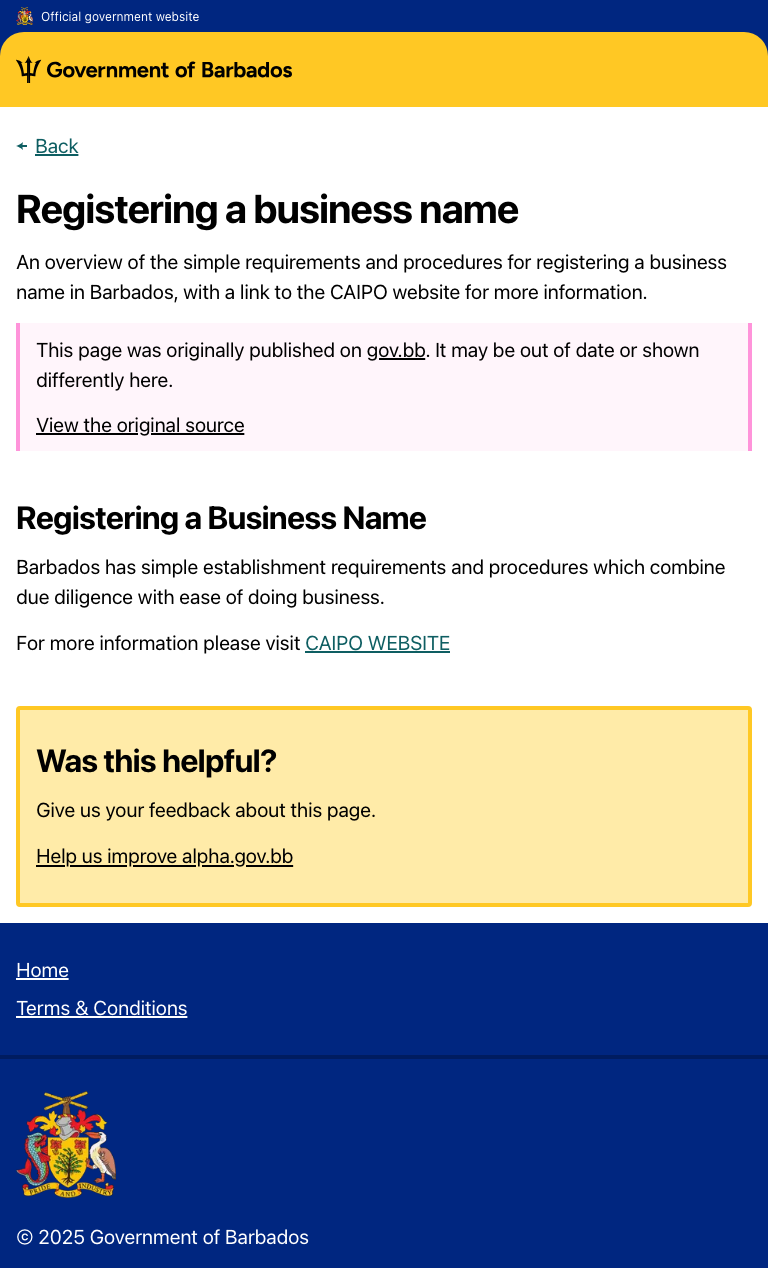 Official government website
Government of Barbados
Back
Registering a business name
An overview of the simple requirements and procedures for registering a business
name in Barbados, with a link to the CAIPO website for more information.
This page was originally published on gov.bb. It may be out of date or shown
differently here.
View the original source
Registering a Business Name
Barbados has simple establishment requirements and procedures which combine
due diligence with ease of doing business.
For more information please visit CAIPO WEBSITE
Was this helpful?
Give us your feedback about this page.
Help us improve alpha.gov.bb
Home
Terms & Conditions
PRIDE AND INDUSTRY
© 2025 Government of Barbados